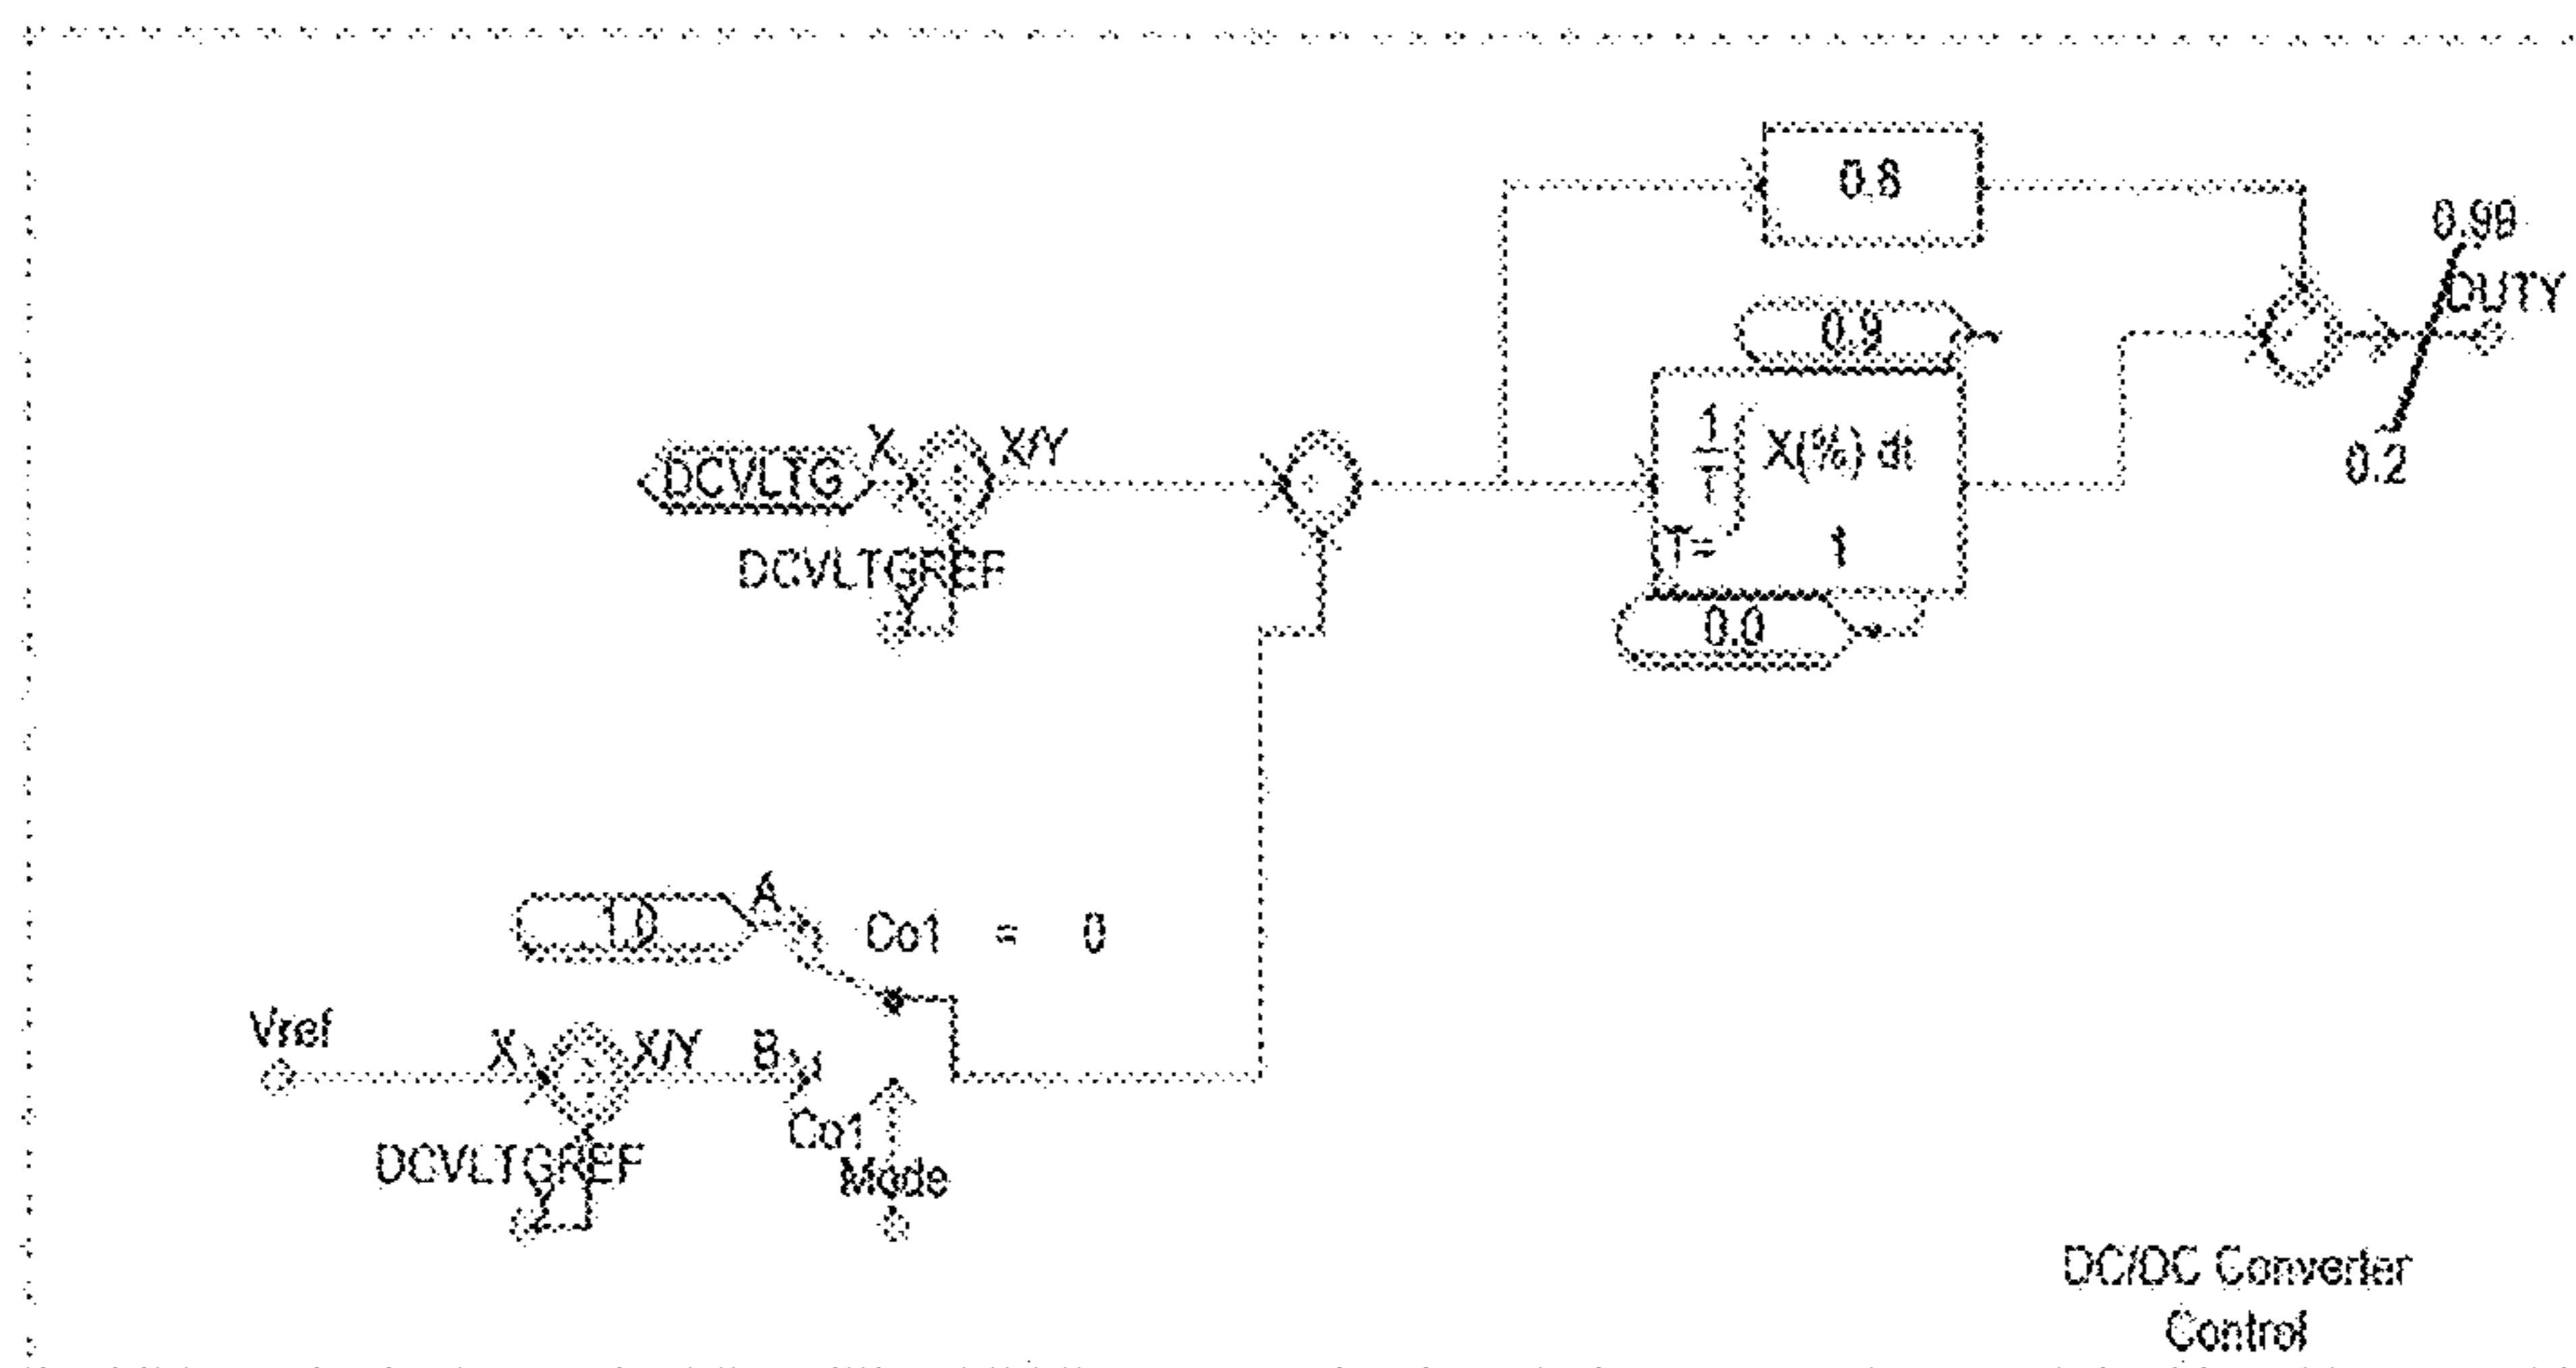 0.8
0.99
DUTY
0.9
0.2
DCVLTG
X
X/Y
1
T
X(%) dt
T=
1
DCVLTGREF
Y
0.0
1.0
A
Co1 = 0
Vref
X
X/Y
B
Co1
Mode
DCVLTGREF
Y
DC/DC Converter
Control